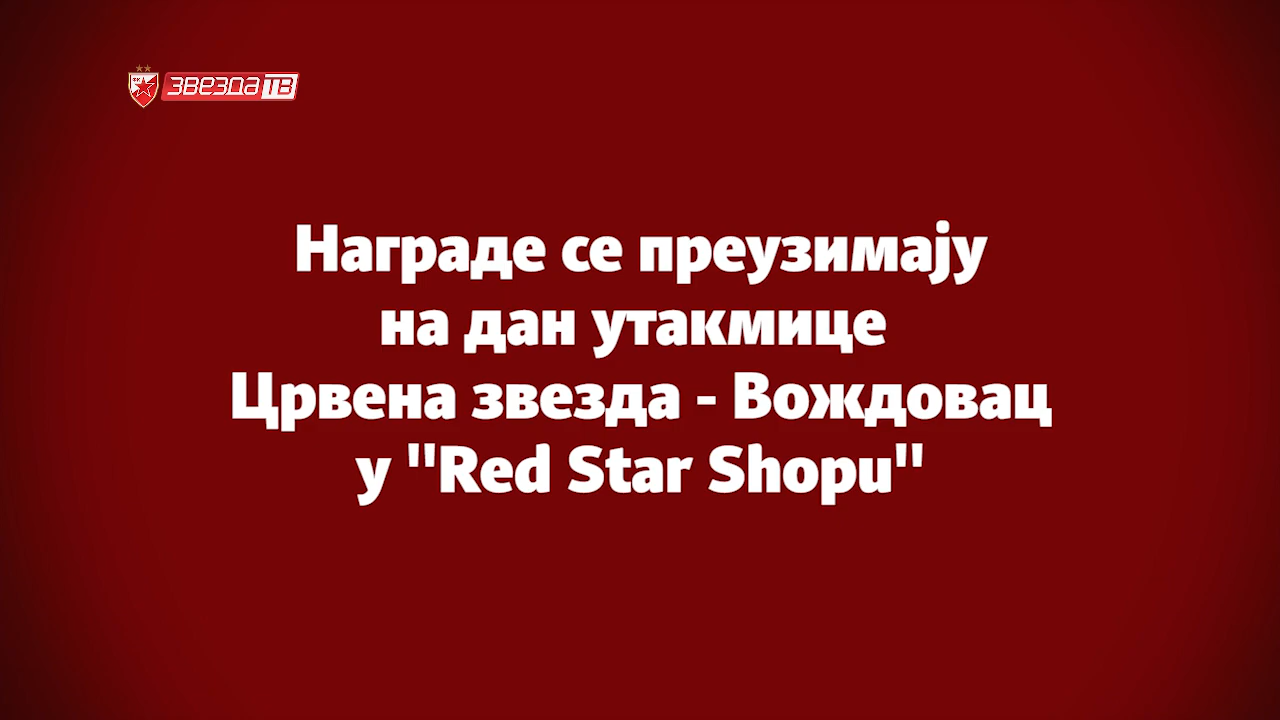 ЗВЕЗДА ТВ
Награде се преузимају
на дан утакмице
Црвена звезда - Вождовац
у "Red Star Shopu"